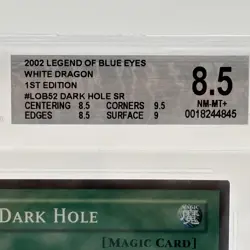 2002 LEGEND OF BLUE EYES
WHITE DRAGON
1ST EDITION
#LOB52 DARK HOLE SR
CENTERING 8.5 CORNERS 9.5
EDGES 8.5 SURFACE 9
8.5
NM-MT+
0018244845
DARK HOLE
[MAGIC CARD]